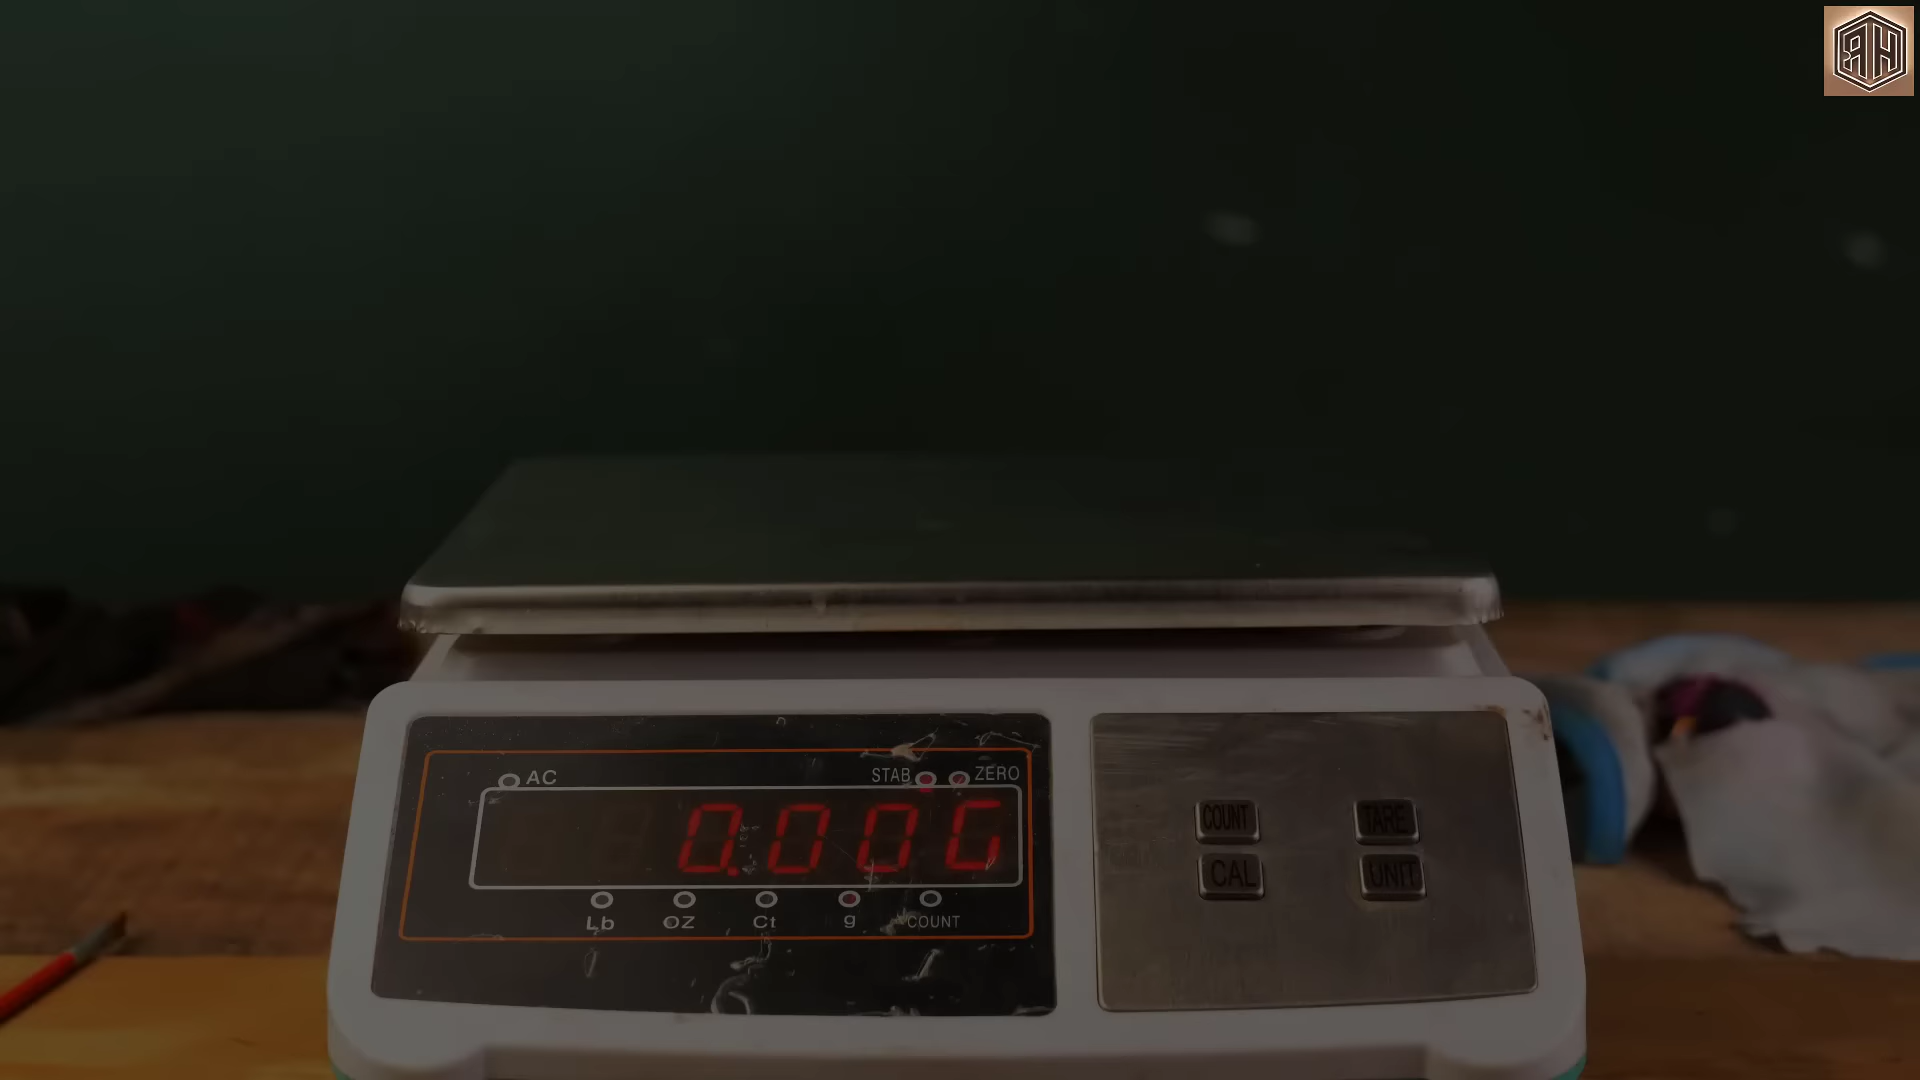 AC STAB ZERO
0.00G
Lb OZ Ct g COUNT
COUNT TARE
CAL UNIT